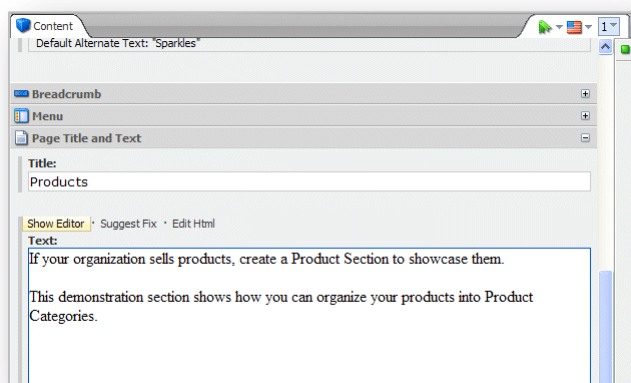 Content
1
Default Alternate Text: "Sparkles"
Breadcrumb
Menu
Page Title and Text
Title:
Products
Show Editor · Suggest Fix · Edit Html
Text:
If your organization sells products, create a Product Section to showcase them.
This demonstration section shows how you can organize your products into Product
Categories.